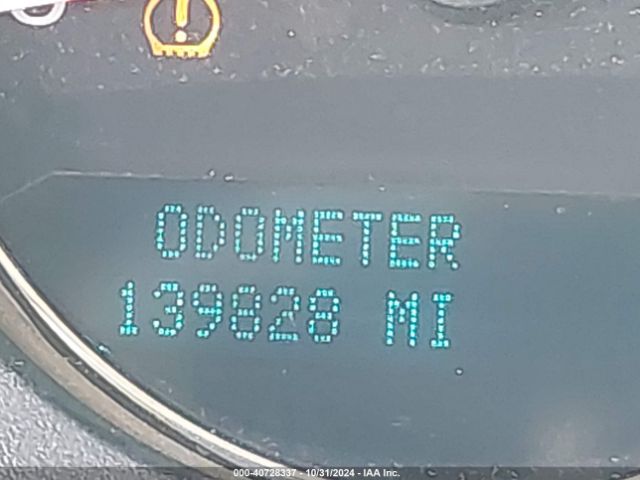 ODOMETER
139828 MI
000-40728337 - 10/31/2024 - IAA Inc.